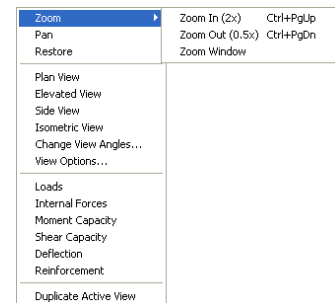 Zoom
Zoom In (2x) Ctrl+PgUp
Pan
Zoom Out (0.5x) Ctrl+PgDn
Restore
Zoom Window
Plan View
Elevated View
Side View
Isometric View
Change View Angles...
View Options...
Loads
Internal Forces
Moment Capacity
Shear Capacity
Deflection
Reinforcement
Duplicate Active View